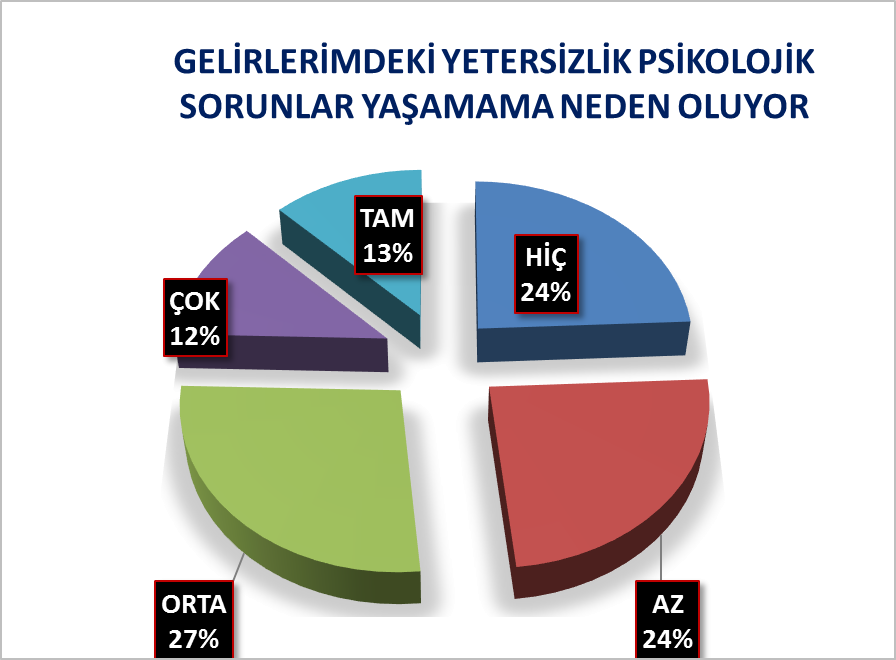 GELİRLERİMDEKİ YETERSİZLİK PSİKOLOJİK
SORUNLAR YAŞAMAMA NEDEN OLUYOR
TAM
13%
HİÇ
24%
ÇOK
12%
ORTA
27%
AZ
24%